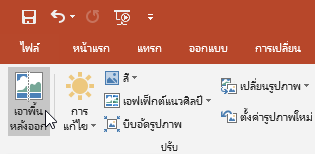 ไฟล์ หน้าแรก แทรก ออกแบบ การเปลี่ยน
เอาพื้น
หลังออก
การ
แก้ไข
สี
เอฟเฟ็กต์แนวศิลป์
บีบอัดรูปภาพ
เปลี่ยนรูปภาพ
ตั้งค่ารูปภาพใหม่
ปรับ